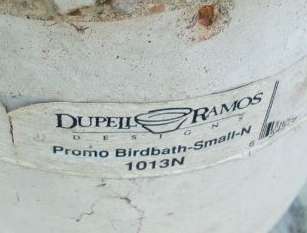 DUPELL RAMOS
DESIGNS
Promo Birdbath-Small-N
1013N